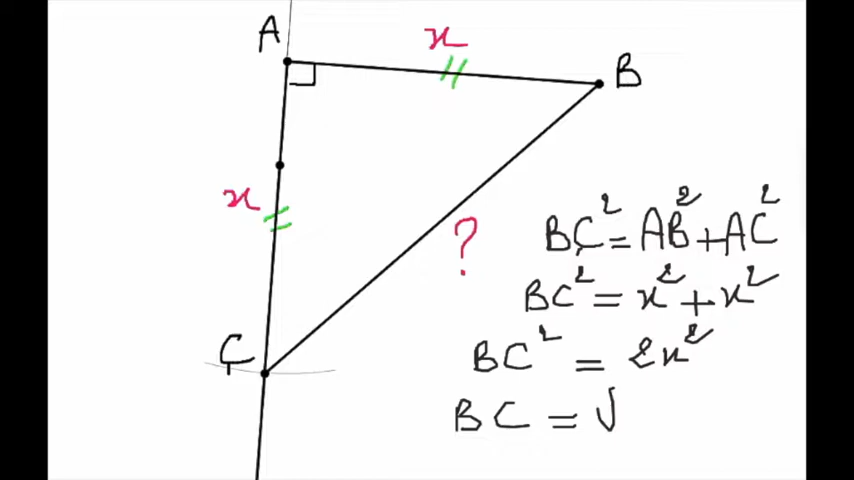 A
x
B
x
?
BC²=AB²+AC²
BC²=x²+x²
C
BC²=2x²
BC=√